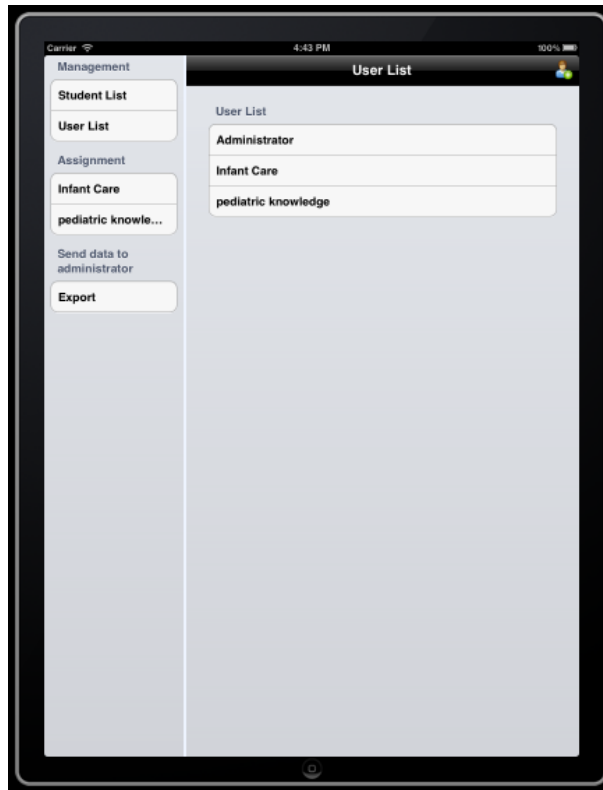 Carrier 4:43 PM 100%
Management
Student List
User List
Assignment
Infant Care
pediatric knowle...
Send data to
administrator
Export
User List
User List
Administrator
Infant Care
pediatric knowledge